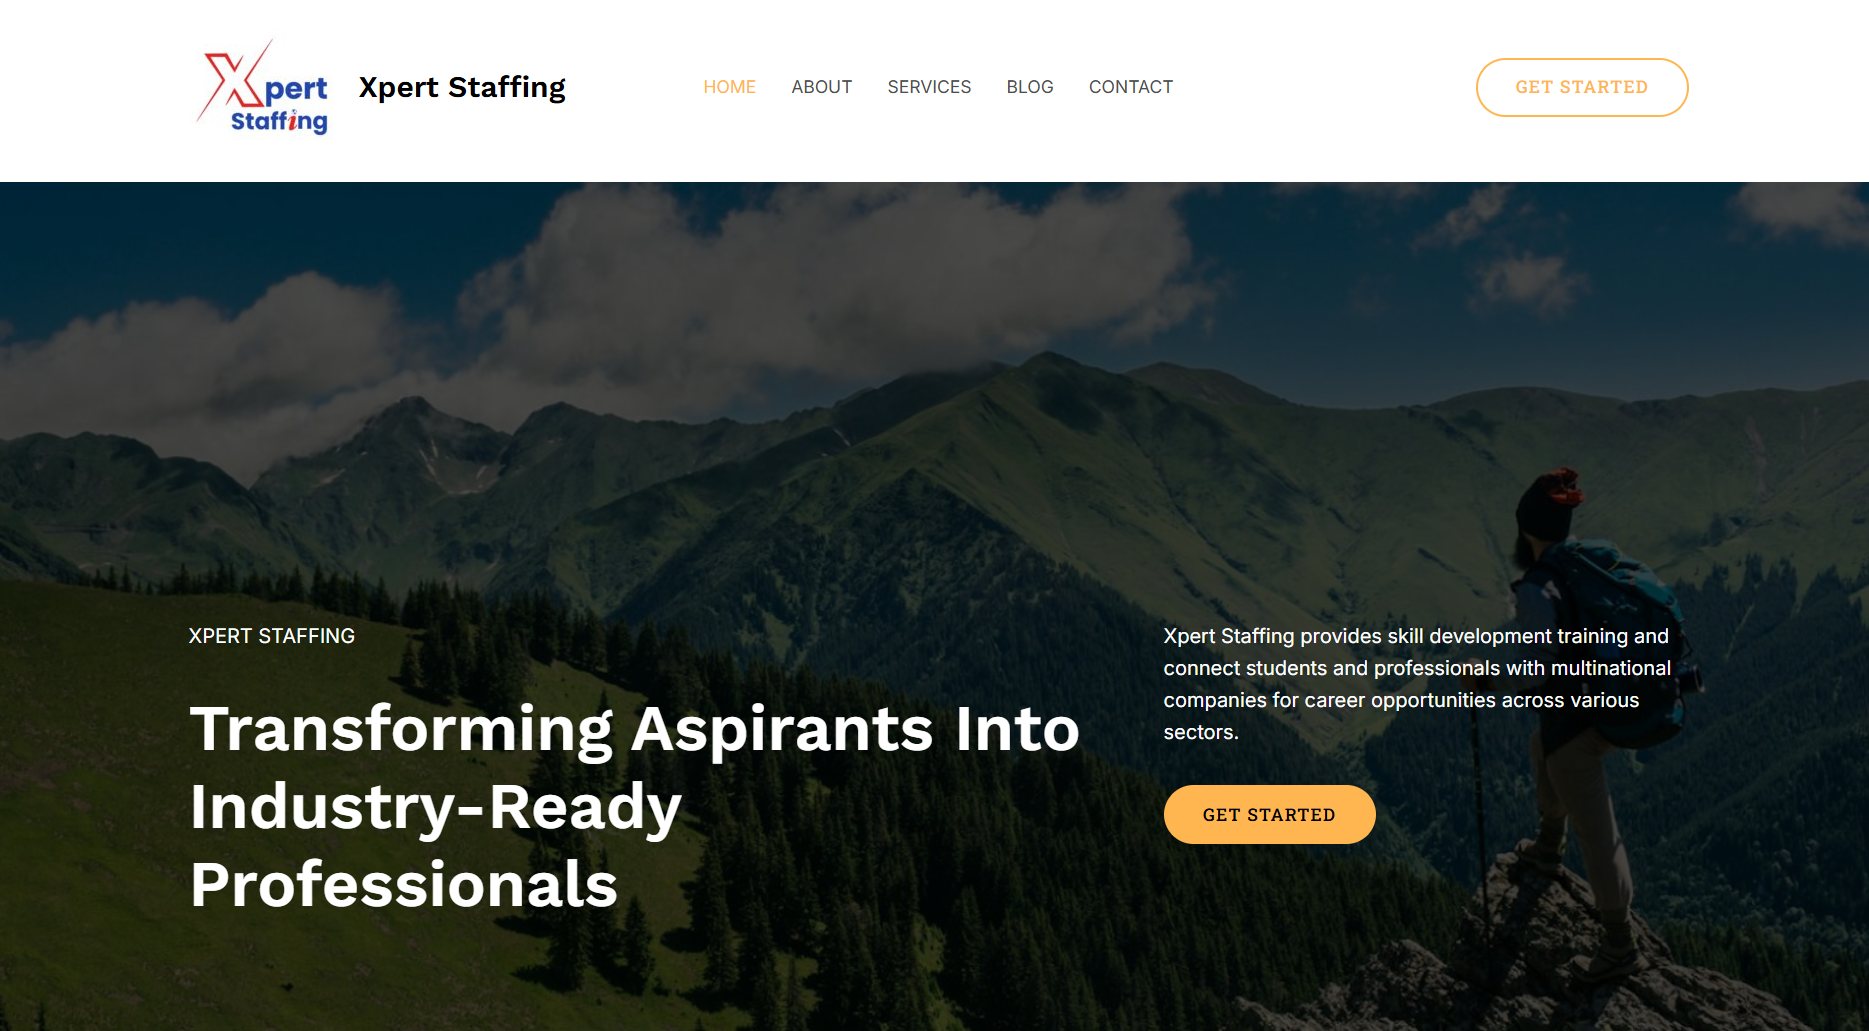 Xpert
Staffing
Xpert Staffing
HOME
ABOUT
SERVICES
BLOG
CONTACT
GET STARTED
XPERT STAFFING
Transforming Aspirants Into
Industry-Ready
Professionals
Xpert Staffing provides skill development training and
connect students and professionals with multinational
companies for career opportunities across various
sectors.
GET STARTED